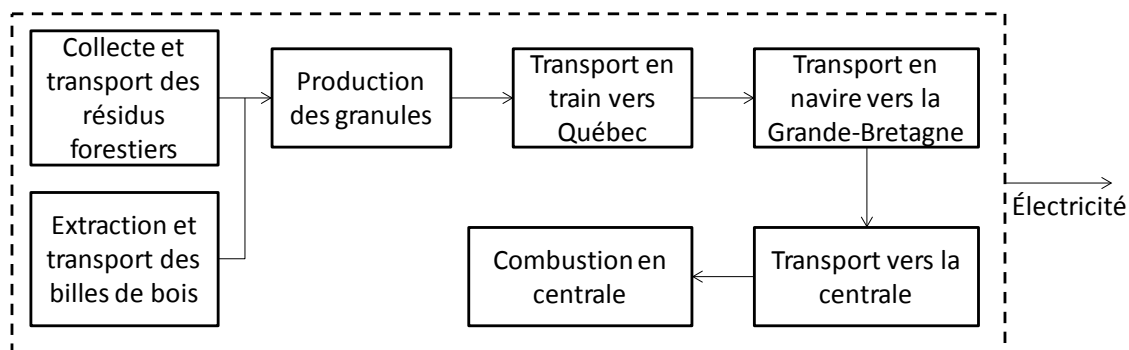 Collecte et
transport des
résidus
forestiers
Production
des granules
Transport en
train vers
Québec
Transport en
navire vers la
Grande-Bretagne
Électricité
Extraction et
transport des
billes de bois
Combustion en
centrale
Transport vers la
centrale